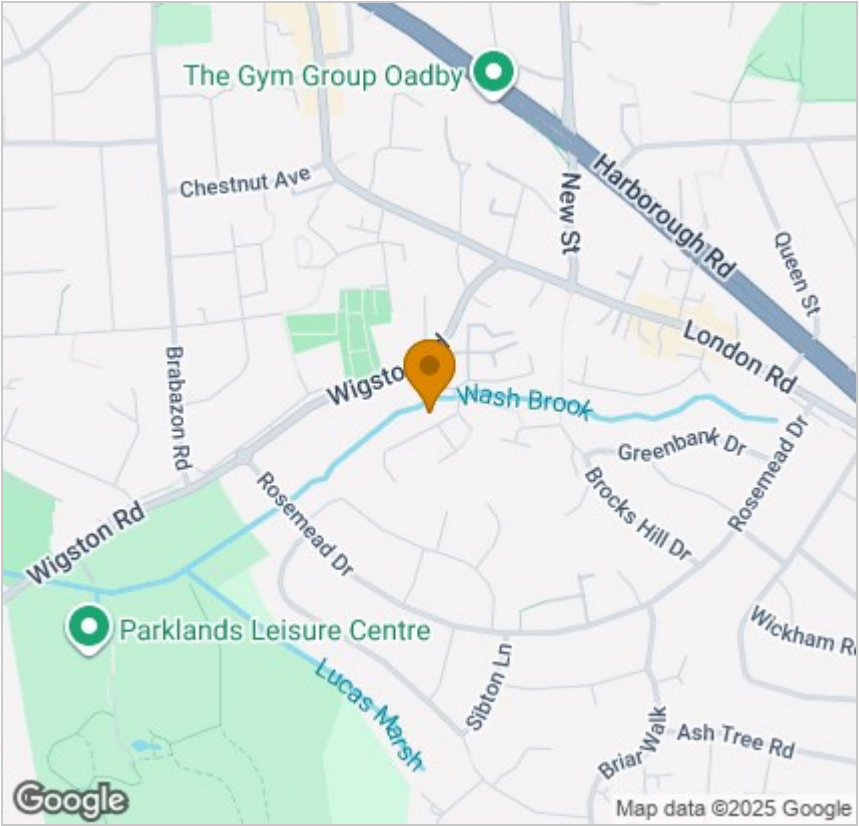 The Gym Group Oadby
Chestnut Ave
New St
Harborough Rd
Queen St
London Rd
Wigston
Brabazon Rd
Wash Brook
Greenbank Dr
Rosemead Dr
Brocks Hill Dr
Wigston Rd
Rosemead Dr
Parklands Leisure Centre
Wickham R
Lucas Marsh
Sibton Ln
Briar Walk
Ash Tree Rd
Google
Map data ©2025 Google